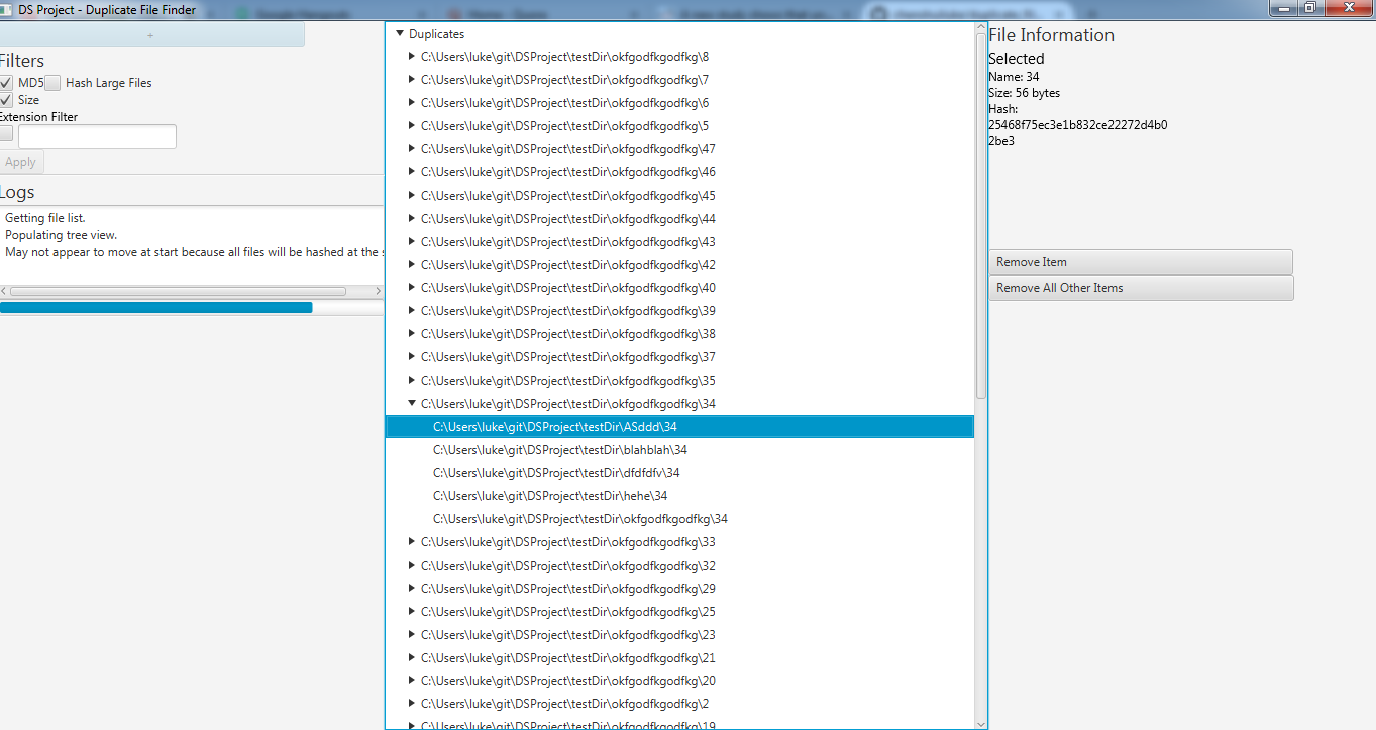 DS Project - Duplicate File Finder
+
Filters
MD5 Hash Large Files
Size
Extension Filter
Apply
Logs
Getting file list.
Populating tree view.
May not appear to move at start because all files will be hashed at the s
Duplicates
C:\Users\luke\git\DSProject\testDir\okfgodfkgodfkg\8
C:\Users\luke\git\DSProject\testDir\okfgodfkgodfkg\7
C:\Users\luke\git\DSProject\testDir\okfgodfkgodfkg\6
C:\Users\luke\git\DSProject\testDir\okfgodfkgodfkg\5
C:\Users\luke\git\DSProject\testDir\okfgodfkgodfkg\47
C:\Users\luke\git\DSProject\testDir\okfgodfkgodfkg\46
C:\Users\luke\git\DSProject\testDir\okfgodfkgodfkg\45
C:\Users\luke\git\DSProject\testDir\okfgodfkgodfkg\44
C:\Users\luke\git\DSProject\testDir\okfgodfkgodfkg\43
C:\Users\luke\git\DSProject\testDir\okfgodfkgodfkg\42
C:\Users\luke\git\DSProject\testDir\okfgodfkgodfkg\40
C:\Users\luke\git\DSProject\testDir\okfgodfkgodfkg\39
C:\Users\luke\git\DSProject\testDir\okfgodfkgodfkg\38
C:\Users\luke\git\DSProject\testDir\okfgodfkgodfkg\37
C:\Users\luke\git\DSProject\testDir\okfgodfkgodfkg\35
C:\Users\luke\git\DSProject\testDir\okfgodfkgodfkg\34
C:\Users\luke\git\DSProject\testDir\ASddd\34
C:\Users\luke\git\DSProject\testDir\blahblah\34
C:\Users\luke\git\DSProject\testDir\dfdfdfv\34
C:\Users\luke\git\DSProject\testDir\hehe\34
C:\Users\luke\git\DSProject\testDir\okfgodfkgodfkg\34
C:\Users\luke\git\DSProject\testDir\okfgodfkgodfkg\33
C:\Users\luke\git\DSProject\testDir\okfgodfkgodfkg\32
C:\Users\luke\git\DSProject\testDir\okfgodfkgodfkg\29
C:\Users\luke\git\DSProject\testDir\okfgodfkgodfkg\25
C:\Users\luke\git\DSProject\testDir\okfgodfkgodfkg\23
C:\Users\luke\git\DSProject\testDir\okfgodfkgodfkg\21
C:\Users\luke\git\DSProject\testDir\okfgodfkgodfkg\20
C:\Users\luke\git\DSProject\testDir\okfgodfkgodfkg\2
C:\Users\luke\git\DSProject\testDir\okfgodfkgodfkg\19
File Information
Selected
Name: 34
Size: 56 bytes
Hash:
25468f75ec3e1b832ce22272d4b0
2be3
Remove Item
Remove All Other Items